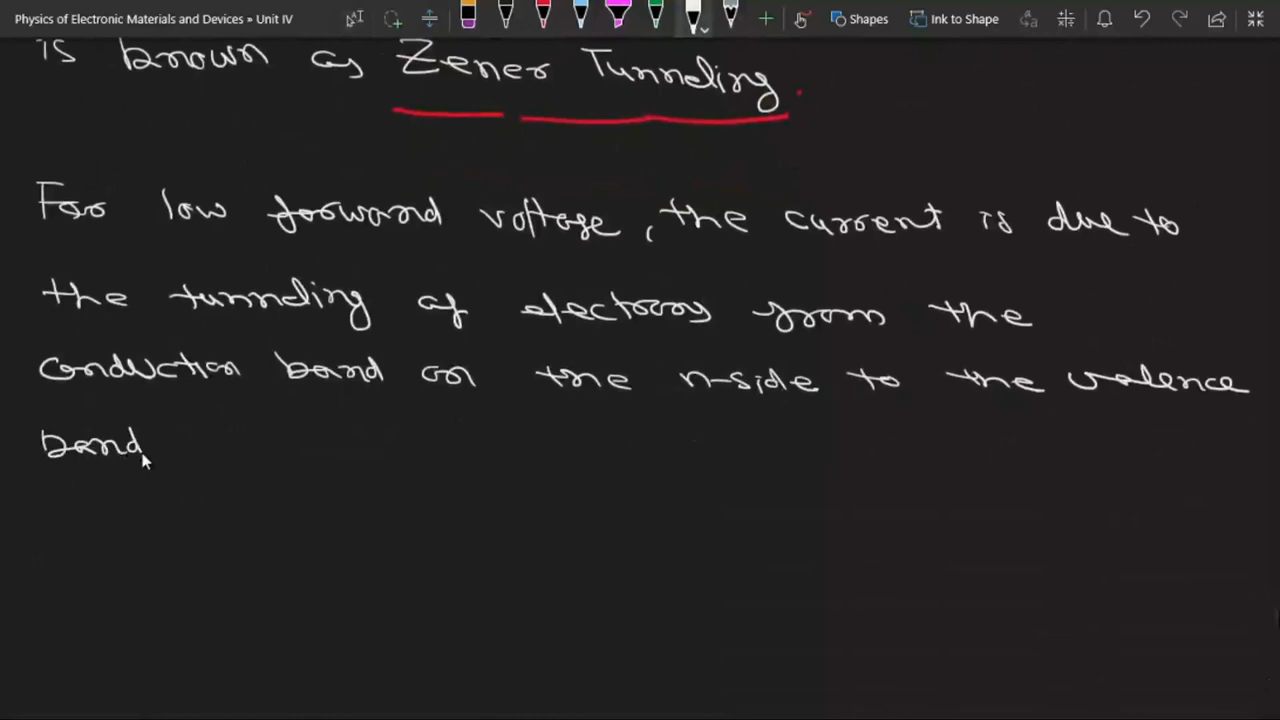 Physics of Electronic Materials and Devices » Unit IV
Shapes
Ink to Shape
is known as Zener Tunneling.
For low forward voltage, the current is due to
the tunneling of electrons from the
conduction band on the n-side to the valence
band